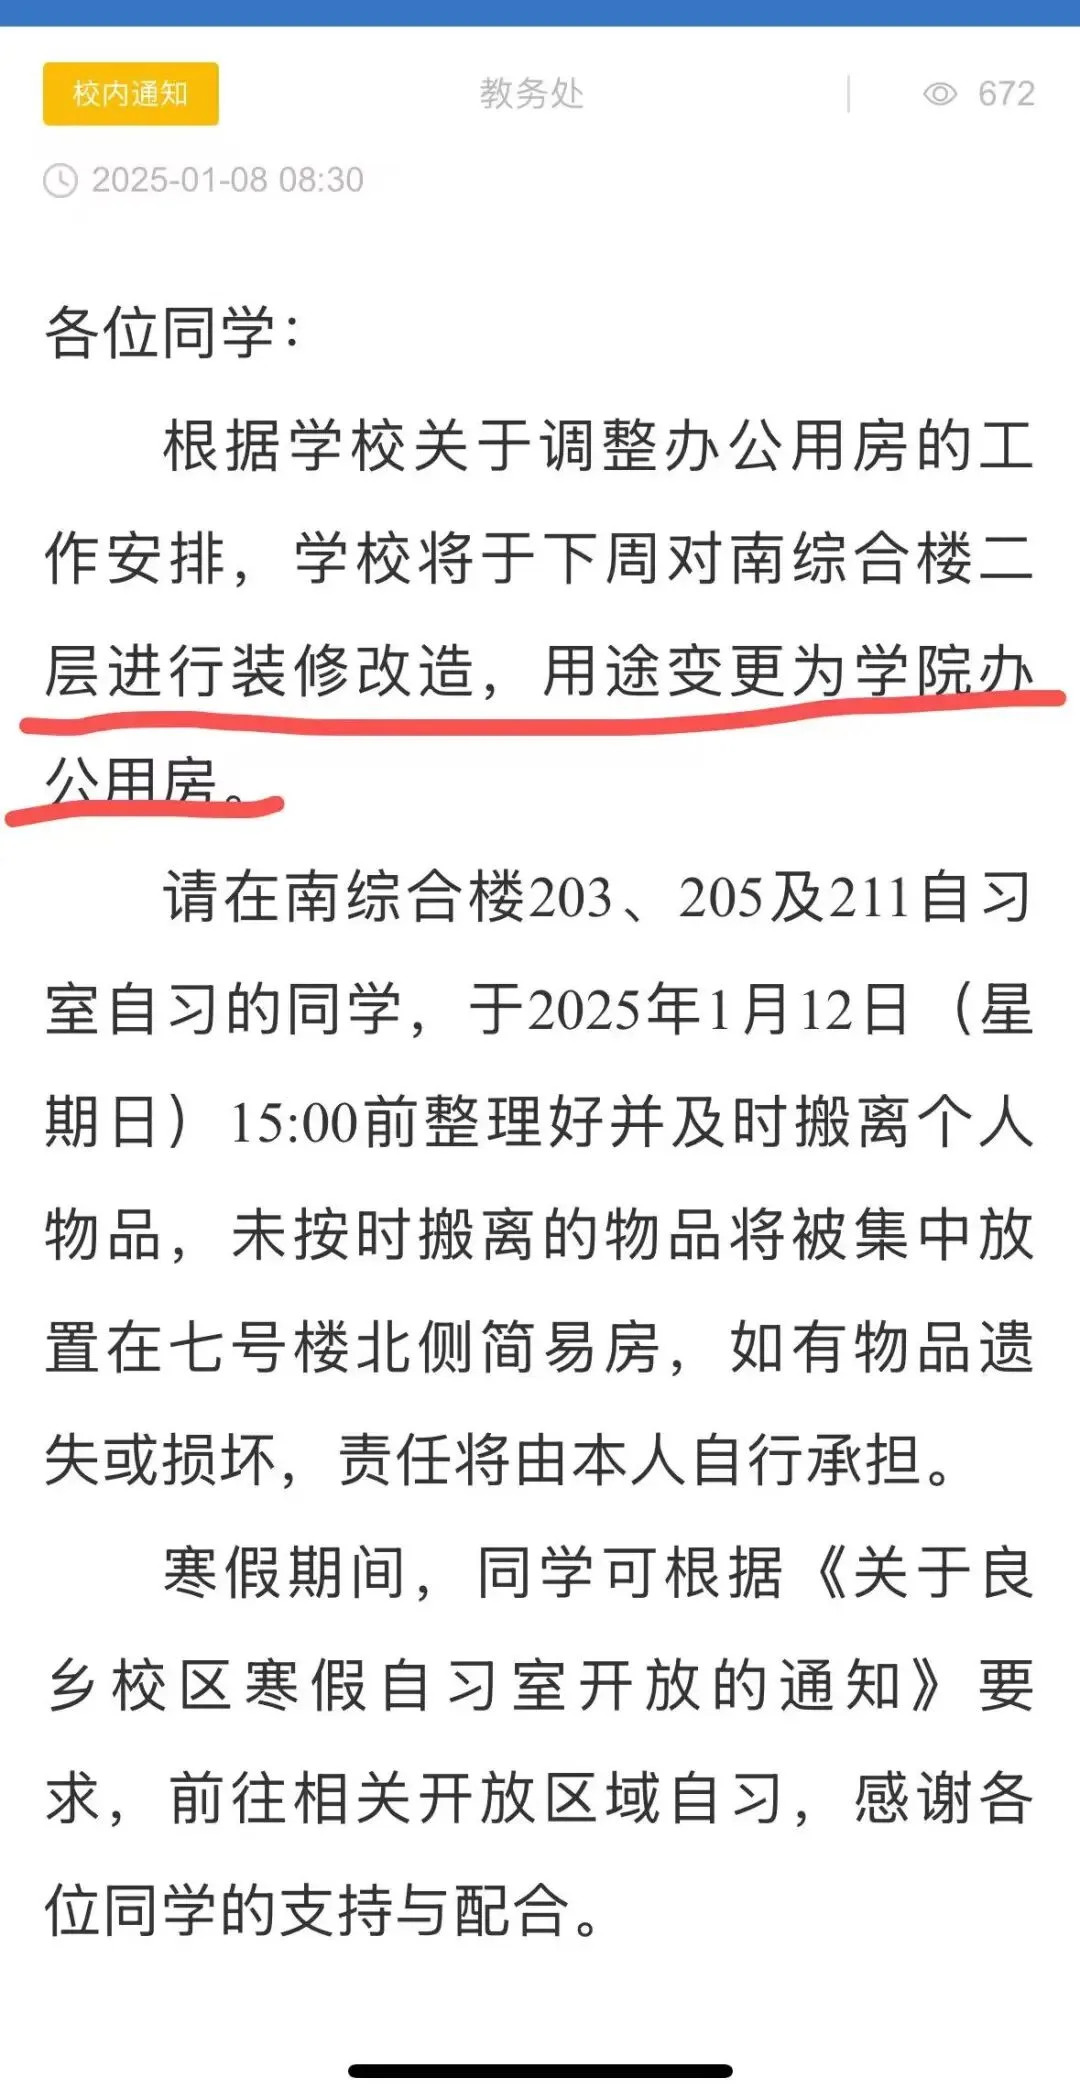 校内通知
教务处
672
2025-01-08 08:30
各位同学：
根据学校关于调整办公用房的工
作安排，学校将于下周对南综合楼二
层进行装修改造，用途变更为学院办
公用房。
请在南综合楼203、205及211自习
室自习的同学，于2025年1月12日（星
期日）15:00前整理好并及时搬离个人
物品，未按时搬离的物品将被集中放
置在七号楼北侧简易房，如有物品遗
失或损坏，责任将由本人自行承担。
寒假期间，同学可根据《关于良
乡校区寒假自习室开放的通知》要
求，前往相关开放区域自习，感谢各
位同学的支持与配合。